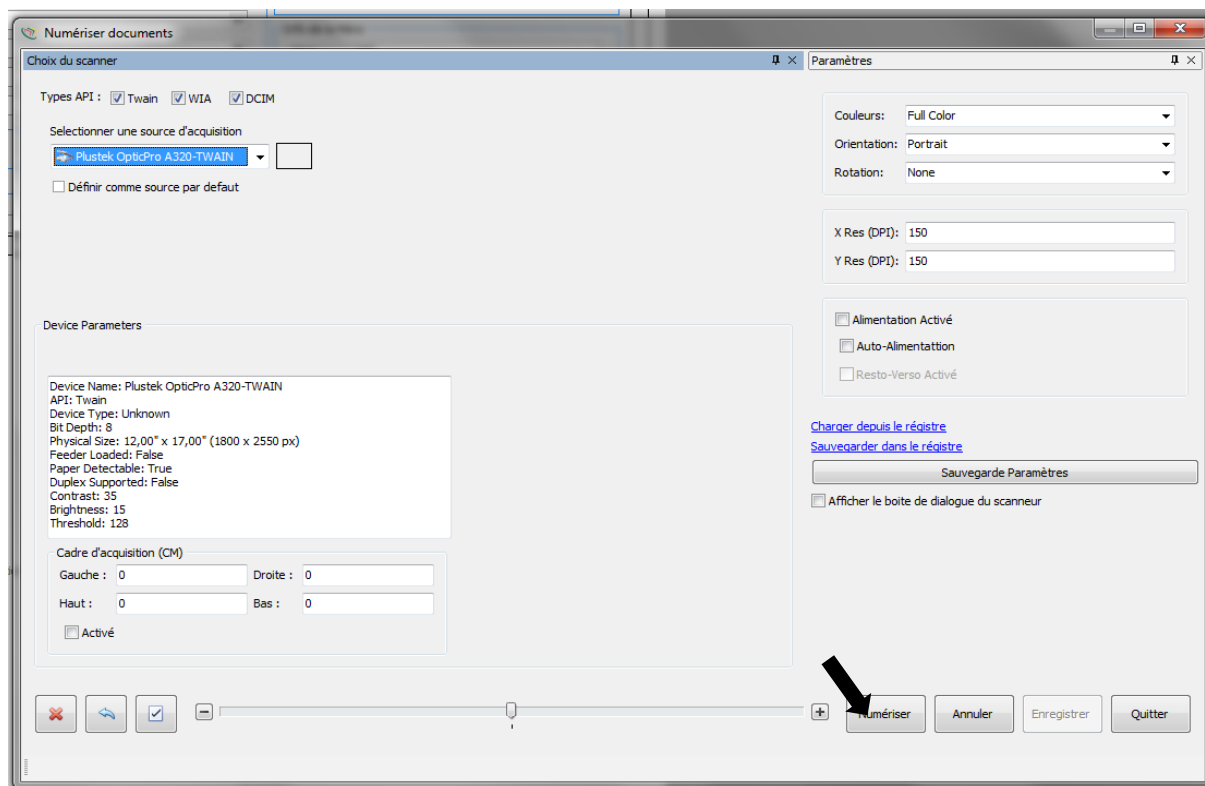 Numériser documents
Choix du scanner
Types API : Twain WIA DCIM
Selectionner une source d'acquisition
Plustek OpticPro A320-TWAIN
Définir comme source par defaut
Device Parameters
Device Name: Plustek OpticPro A320-TWAIN
API: Twain
Device Type: Unknown
Bit Depth: 8
Physical Size: 12,00" x 17,00" (1800 x 2550 px)
Feeder Loaded: False
Paper Detectable: True
Duplex Supported: False
Contrast: 35
Brightness: 15
Threshold: 128
Cadre d'acquisition (CM)
Gauche : 0 Droite : 0
Haut : 0 Bas : 0
Activé
Paramètres
Couleurs: Full Color
Orientation: Portrait
Rotation: None
X Res (DPI): 150
Y Res (DPI): 150
Alimentation Activé
Auto-Alimentattion
Resto-Verso Activé
Charger depuis le régistre
Sauvegarder dans le régistre
Sauvegarde Paramètres
Afficher le boite de dialogue du scanneur
Numériser Annuler Enregistrer Quitter